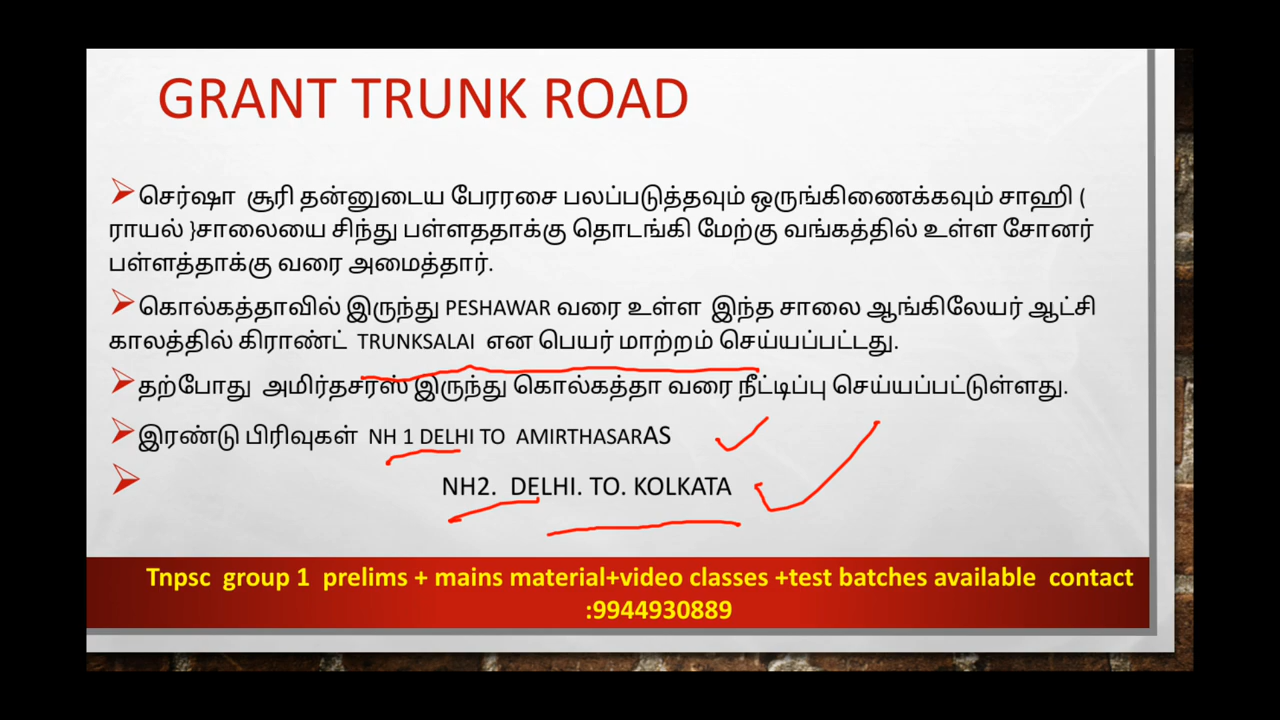 GRANT TRUNK ROAD
செர்ஷா சூரி தன்னுடைய பேரரசை பலப்படுத்தவும் ஒருங்கிணைக்கவும் சாஹி (
ராயல் }சாலையை சிந்து பள்ளததாக்கு தொடங்கி மேற்கு வங்கத்தில் உள்ள சோனர்
பள்ளத்தாக்கு வரை அமைத்தார்.
கொல்கத்தாவில் இருந்து PESHAWAR வரை உள்ள இந்த சாலை ஆங்கிலேயர் ஆட்சி
காலத்தில் கிராண்ட் TRUNKSALAI என பெயர் மாற்றம் செய்யப்பட்டது.
தற்போது அமிர்தசரஸ் இருந்து கொல்கத்தா வரை நீட்டிப்பு செய்யப்பட்டுள்ளது.
இரண்டு பிரிவுகள் NH 1 DELHI TO AMIRTHASARAS
NH2. DELHI. TO. KOLKATA
Tnpsc group 1 prelims + mains material+video classes +test batches available contact
:9944930889